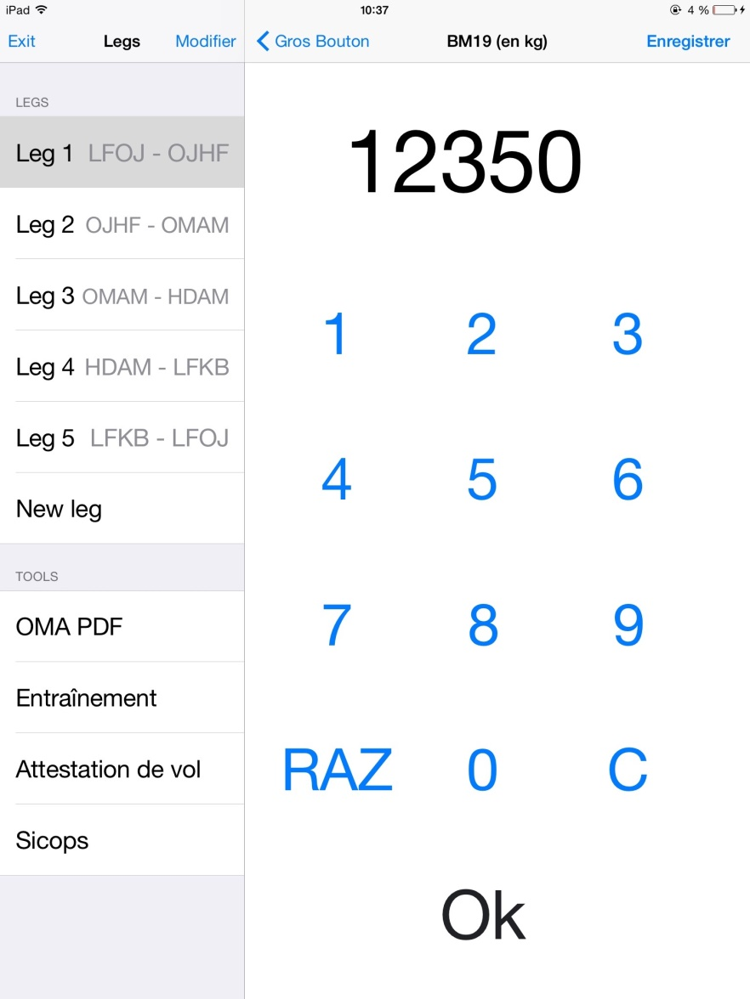 iPad 10:37 4 %
Exit Legs Modifier
Gros Bouton BM19 (en kg) Enregistrer
LEGS
Leg 1 LFOJ - OJHF
Leg 2 OJHF - OMAM
Leg 3 OMAM - HDAM
Leg 4 HDAM - LFKB
Leg 5 LFKB - LFOJ
New leg
TOOLS
OMA PDF
Entraînement
Attestation de vol
Sicops
12350
1 2 3
4 5 6
7 8 9
RAZ 0 C
Ok